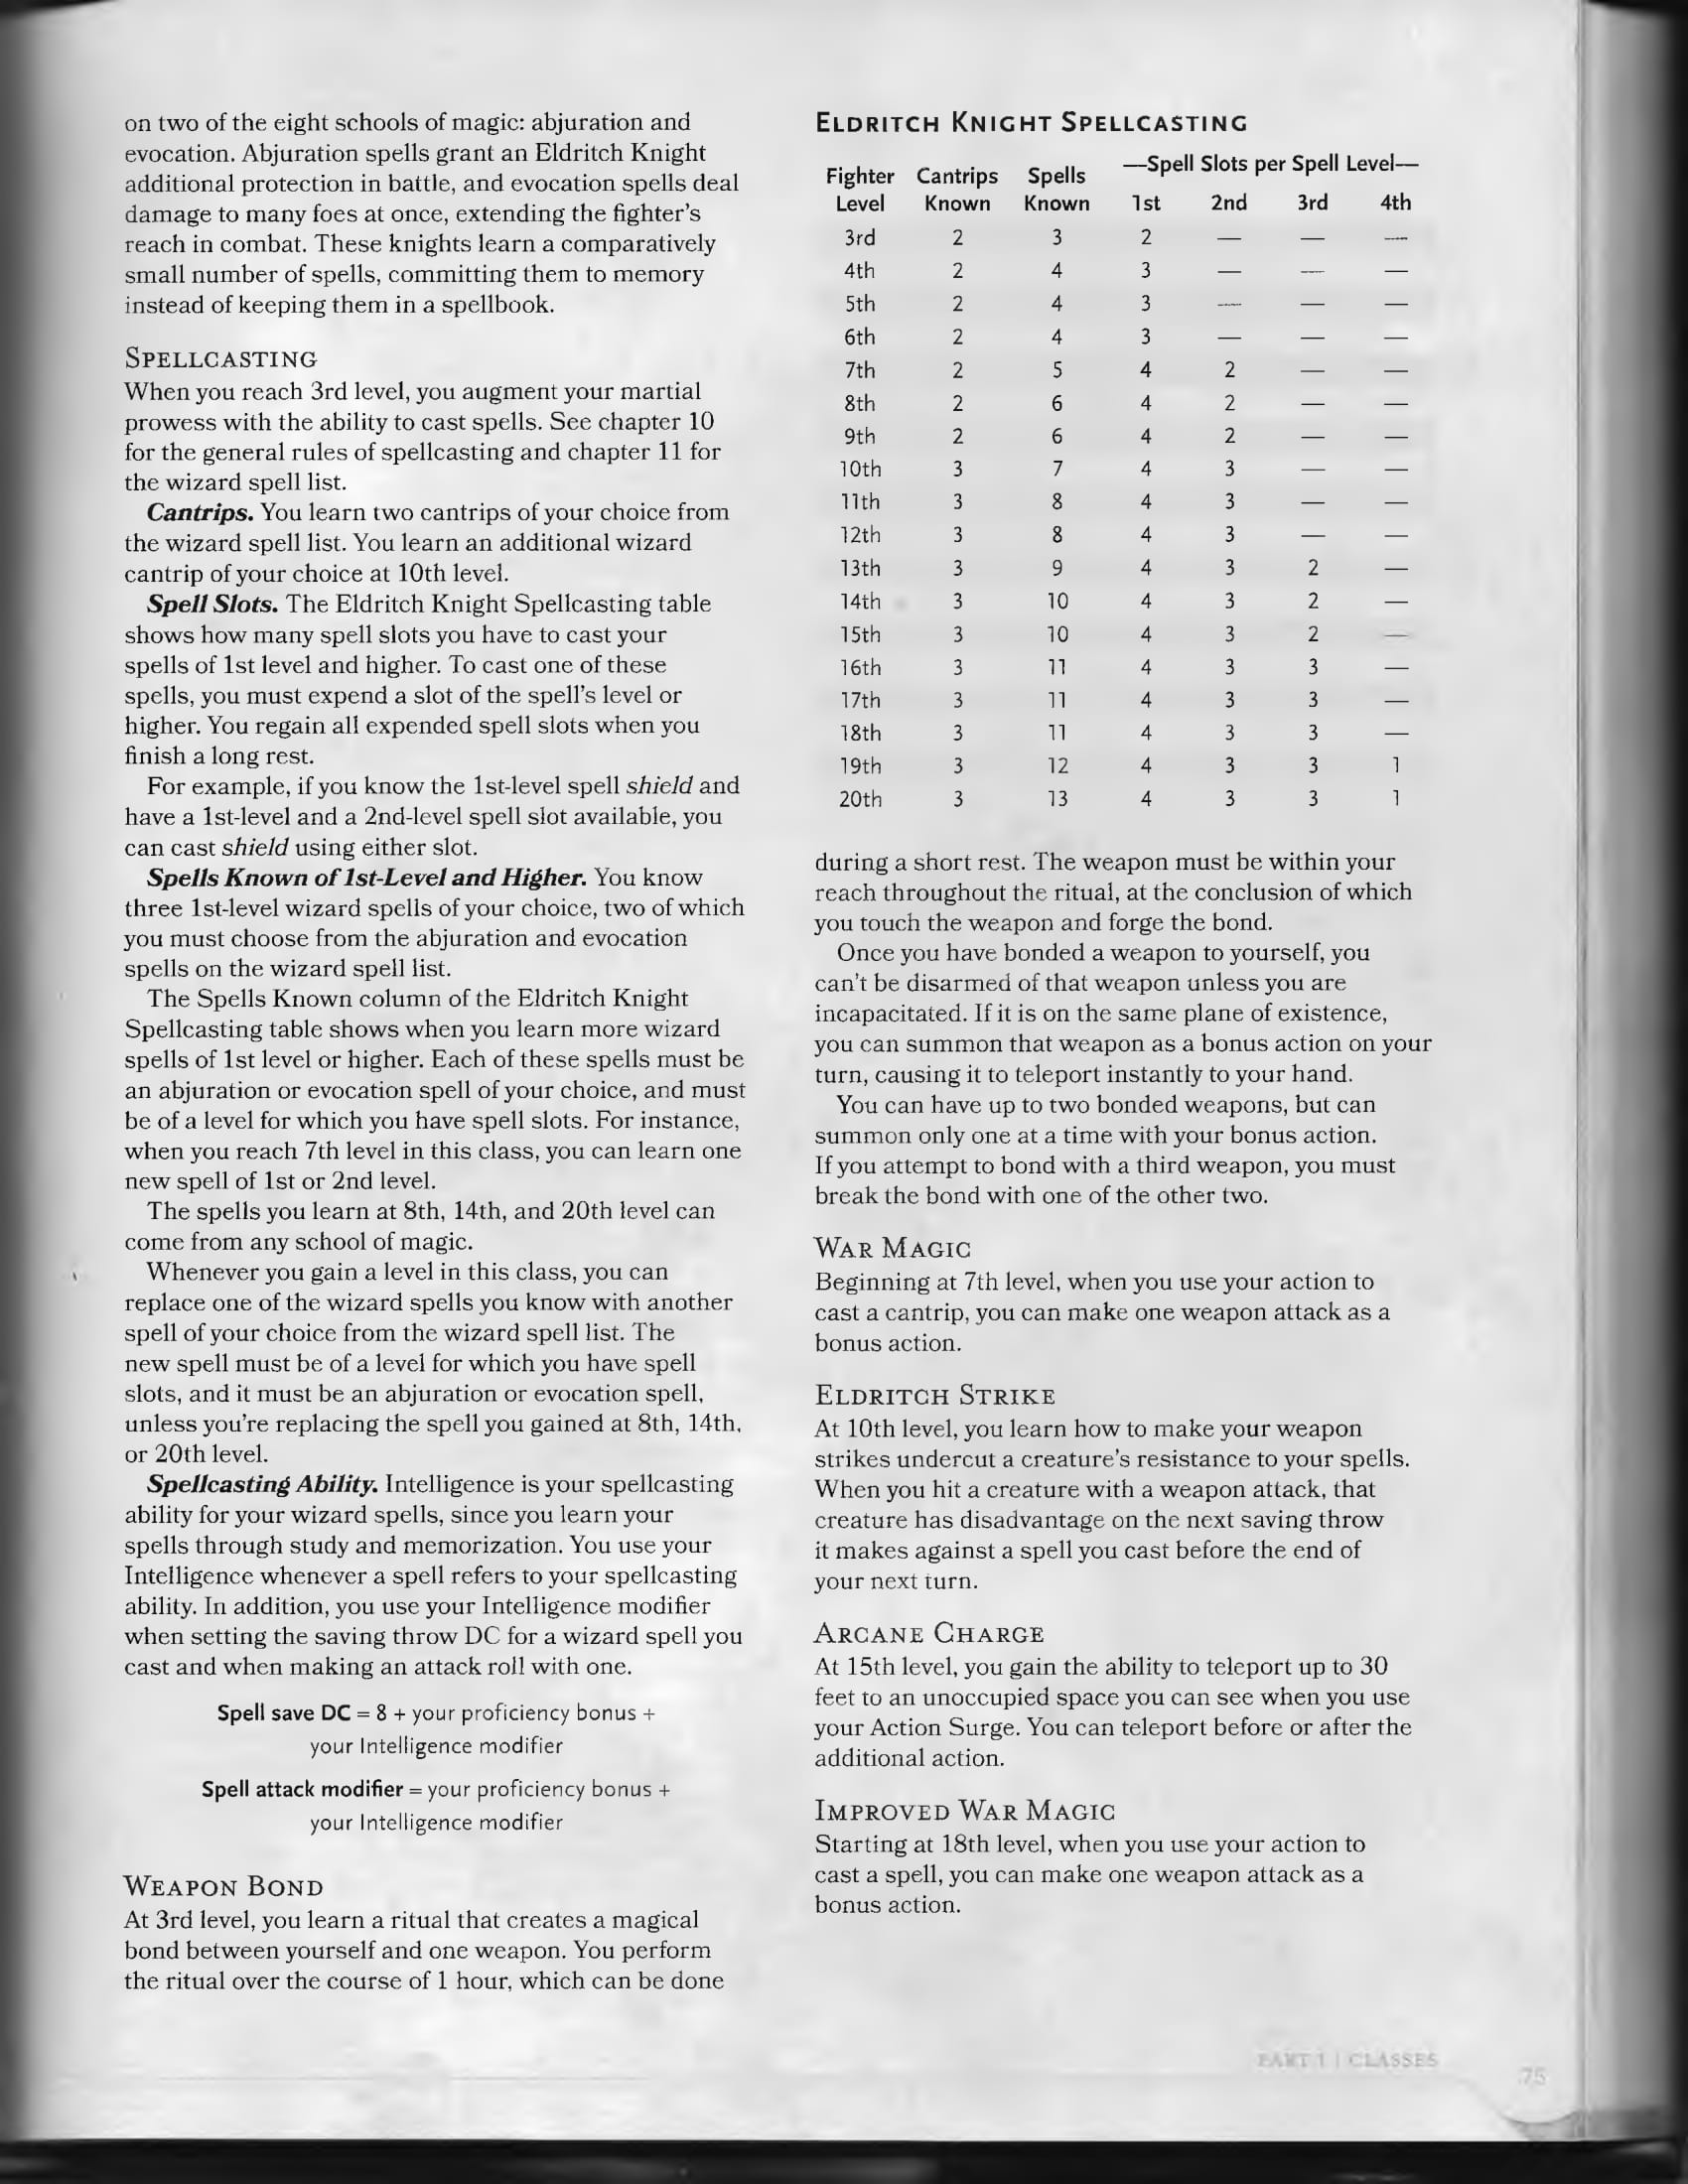 on two of the eight schools of magic: abjuration and
evocation. Abjuration spells grant an Eldritch Knight
additional protection in battle, and evocation spells deal
damage to many foes at once, extending the fighter's
reach in combat. These knights learn a comparatively
small number of spells, committing them to memory
instead of keeping them in a spellbook.
SPELLCASTING
When you reach 3rd level, you augment your martial
prowess with the ability to cast spells. See chapter 10
for the general rules of spellcasting and chapter 11 for
the wizard spell list.
Cantrips. You learn two cantrips of your choice from
the wizard spell list. You learn an additional wizard
cantrip of your choice at 10th level.
Spell Slots. The Eldritch Knight Spellcasting table
shows how many spell slots you have to cast your
spells of 1st level and higher. To cast one of these
spells, you must expend a slot of the spell's level or
higher. You regain all expended spell slots when you
finish a long rest.
For example, if you know the 1st-level spell shield and
have a 1st-level and a 2nd-level spell slot available, you
can cast shield using either slot.
Spells Known of 1st-Level and Higher. You know
three 1st-level wizard spells of your choice, two of which
you must choose from the abjuration and evocation
spells on the wizard spell list.
The Spells Known column of the Eldritch Knight
Spellcasting table shows when you learn more wizard
spells of 1st level or higher. Each of these spells must be
an abjuration or evocation spell of your choice, and must
be of a level for which you have spell slots. For instance,
when you reach 7th level in this class, you can learn one
new spell of 1st or 2nd level.
The spells you learn at 8th, 14th, and 20th level can
come from any school of magic.
Whenever you gain a level in this class, you can
replace one of the wizard spells you know with another
spell of your choice from the wizard spell list. The
new spell must be of a level for which you have spell
slots, and it must be an abjuration or evocation spell,
unless you're replacing the spell you gained at 8th, 14th,
or 20th level.
Spellcasting Ability. Intelligence is your spellcasting
ability for your wizard spells, since you learn your
spells through study and memorization. You use your
Intelligence whenever a spell refers to your spellcasting
ability. In addition, you use your Intelligence modifier
when setting the saving throw DC for a wizard spell you
cast and when making an attack roll with one.
Spell save DC = 8 + your proficiency bonus +
your Intelligence modifier
Spell attack modifier = your proficiency bonus +
your Intelligence modifier
WEAPON BOND
At 3rd level, you learn a ritual that creates a magical
bond between yourself and one weapon. You perform
the ritual over the course of 1 hour, which can be done
ELDRITCH KNIGHT SPELLCASTING
—Spell Slots per Spell Level—
Fighter Cantrips Spells
Level Known Known 1st 2nd 3rd 4th
3rd 2 3 2 — — —
4th 2 4 3 — — —
5th 2 4 3 — — —
6th 2 4 3 — — —
7th 2 5 4 2 — —
8th 2 6 4 2 — —
9th 2 6 4 2 — —
10th 3 7 4 3 — —
11th 3 8 4 3 — —
12th 3 8 4 3 — —
13th 3 9 4 3 2 —
14th 3 10 4 3 2 —
15th 3 10 4 3 2 —
16th 3 11 4 3 3 —
17th 3 11 4 3 3 —
18th 3 11 4 3 3 —
19th 3 12 4 3 3 1
20th 3 13 4 3 3 1
during a short rest. The weapon must be within your
reach throughout the ritual, at the conclusion of which
you touch the weapon and forge the bond.
Once you have bonded a weapon to yourself, you
can't be disarmed of that weapon unless you are
incapacitated. If it is on the same plane of existence,
you can summon that weapon as a bonus action on your
turn, causing it to teleport instantly to your hand.
You can have up to two bonded weapons, but can
summon only one at a time with your bonus action.
If you attempt to bond with a third weapon, you must
break the bond with one of the other two.
WAR MAGIC
Beginning at 7th level, when you use your action to
cast a cantrip, you can make one weapon attack as a
bonus action.
ELDRITCH STRIKE
At 10th level, you learn how to make your weapon
strikes undercut a creature's resistance to your spells.
When you hit a creature with a weapon attack, that
creature has disadvantage on the next saving throw
it makes against a spell you cast before the end of
your next turn.
ARCANE CHARGE
At 15th level, you gain the ability to teleport up to 30
feet to an unoccupied space you can see when you use
your Action Surge. You can teleport before or after the
additional action.
IMPROVED WAR MAGIC
Starting at 18th level, when you use your action to
cast a spell, you can make one weapon attack as a
bonus action.
PART 1 | CLASSES
75